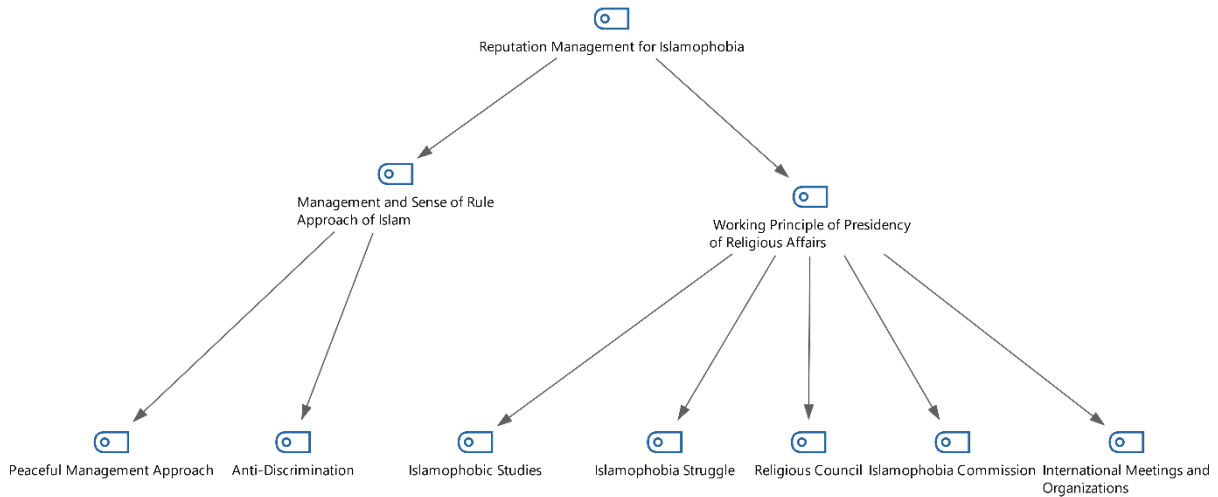 Reputation Management for Islamophobia
Management and Sense of Rule
Approach of Islam
Working Principle of Presidency
of Religious Affairs
Peaceful Management Approach
Anti-Discrimination
Islamophobic Studies
Islamophobia Struggle
Religious Council
Islamophobia Commission
International Meetings and
Organizations